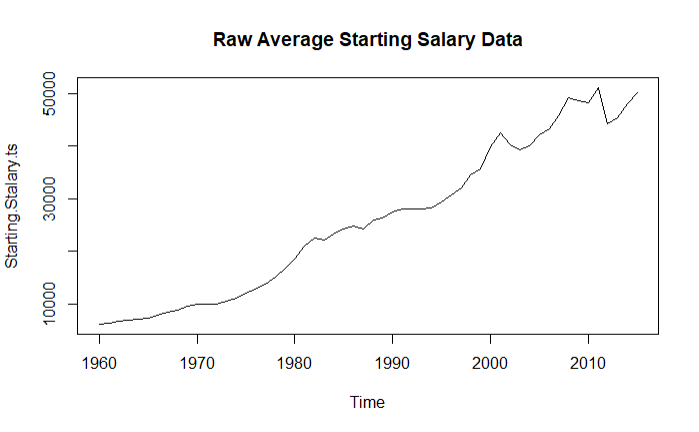 Raw Average Starting Salary Data
Starting.Stalary.ts
50000
30000
10000
1960 1970 1980 1990 2000 2010
Time